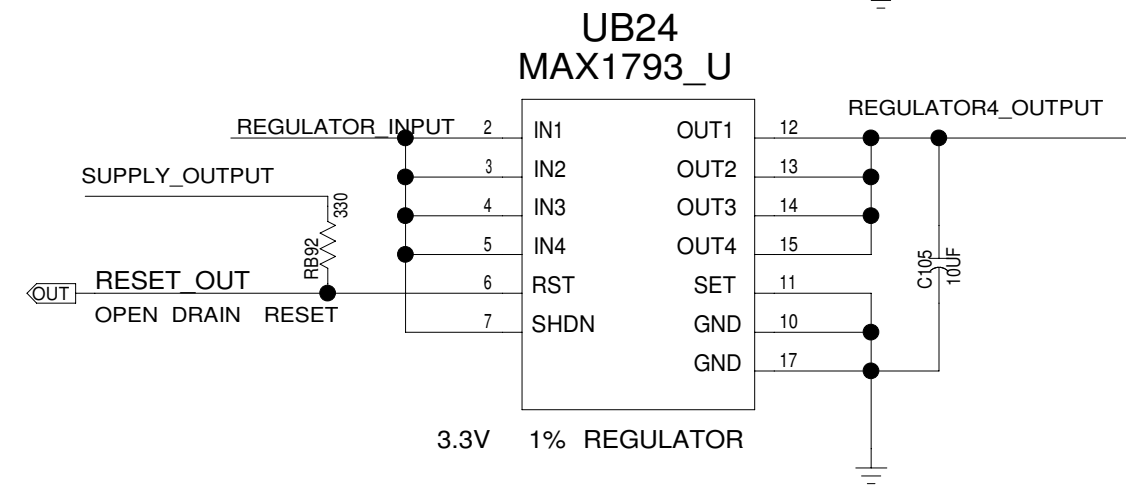 UB24
MAX1793_U
REGULATOR_INPUT 2 IN1 OUT1 12 REGULATOR4_OUTPUT
3 IN2 OUT2 13
SUPPLY_OUTPUT
330
4 IN3 OUT3 14
5 IN4 OUT4 15
RB92
C105
10UF
OUT RESET_OUT 6 RST SET 11
OPEN DRAIN RESET
7 SHDN GND 10
GND 17
3.3V 1% REGULATOR